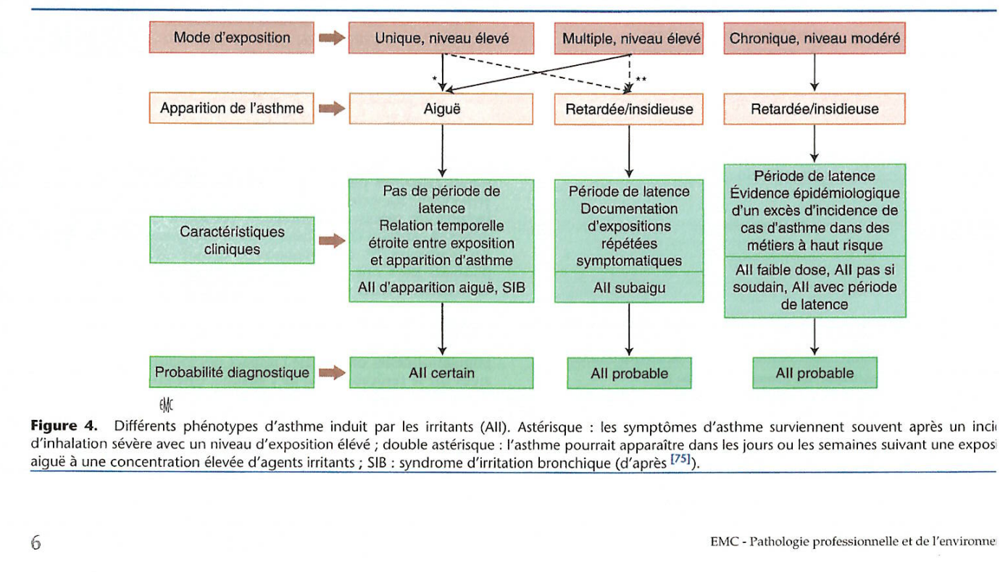 Mode d'exposition
Unique, niveau élevé
Multiple, niveau élevé
Chronique, niveau modéré
*
**
Apparition de l'asthme
Aiguë
Retardée/insidieuse
Retardée/insidieuse
Caractéristiques
cliniques
Pas de période de
latence
Relation temporelle
étroite entre exposition
et apparition d'asthme
AII d'apparition aiguë, SIB
Période de latence
Documentation
d'expositions
répétées
symptomatiques
AII subaigu
Période de latence
Évidence épidémiologique
d'un excès d'incidence de
cas d'asthme dans des
métiers à haut risque
AII faible dose, AII pas si
soudain, AII avec période
de latence
Probabilité diagnostique
AII certain
AII probable
AII probable
EMC
Figure 4. Différents phénotypes d'asthme induit par les irritants (AII). Astérisque : les symptômes d'asthme surviennent souvent après un inci
d'inhalation sévère avec un niveau d'exposition élévé ; double astérisque : l'asthme pourrait apparaître dans les jours ou les semaines suivant une exposi
aiguë à une concentration élevée d'agents irritants ; SIB : syndrome d'irritation bronchique (d'après [75]).
6
EMC - Pathologie professionnelle et de l'environne